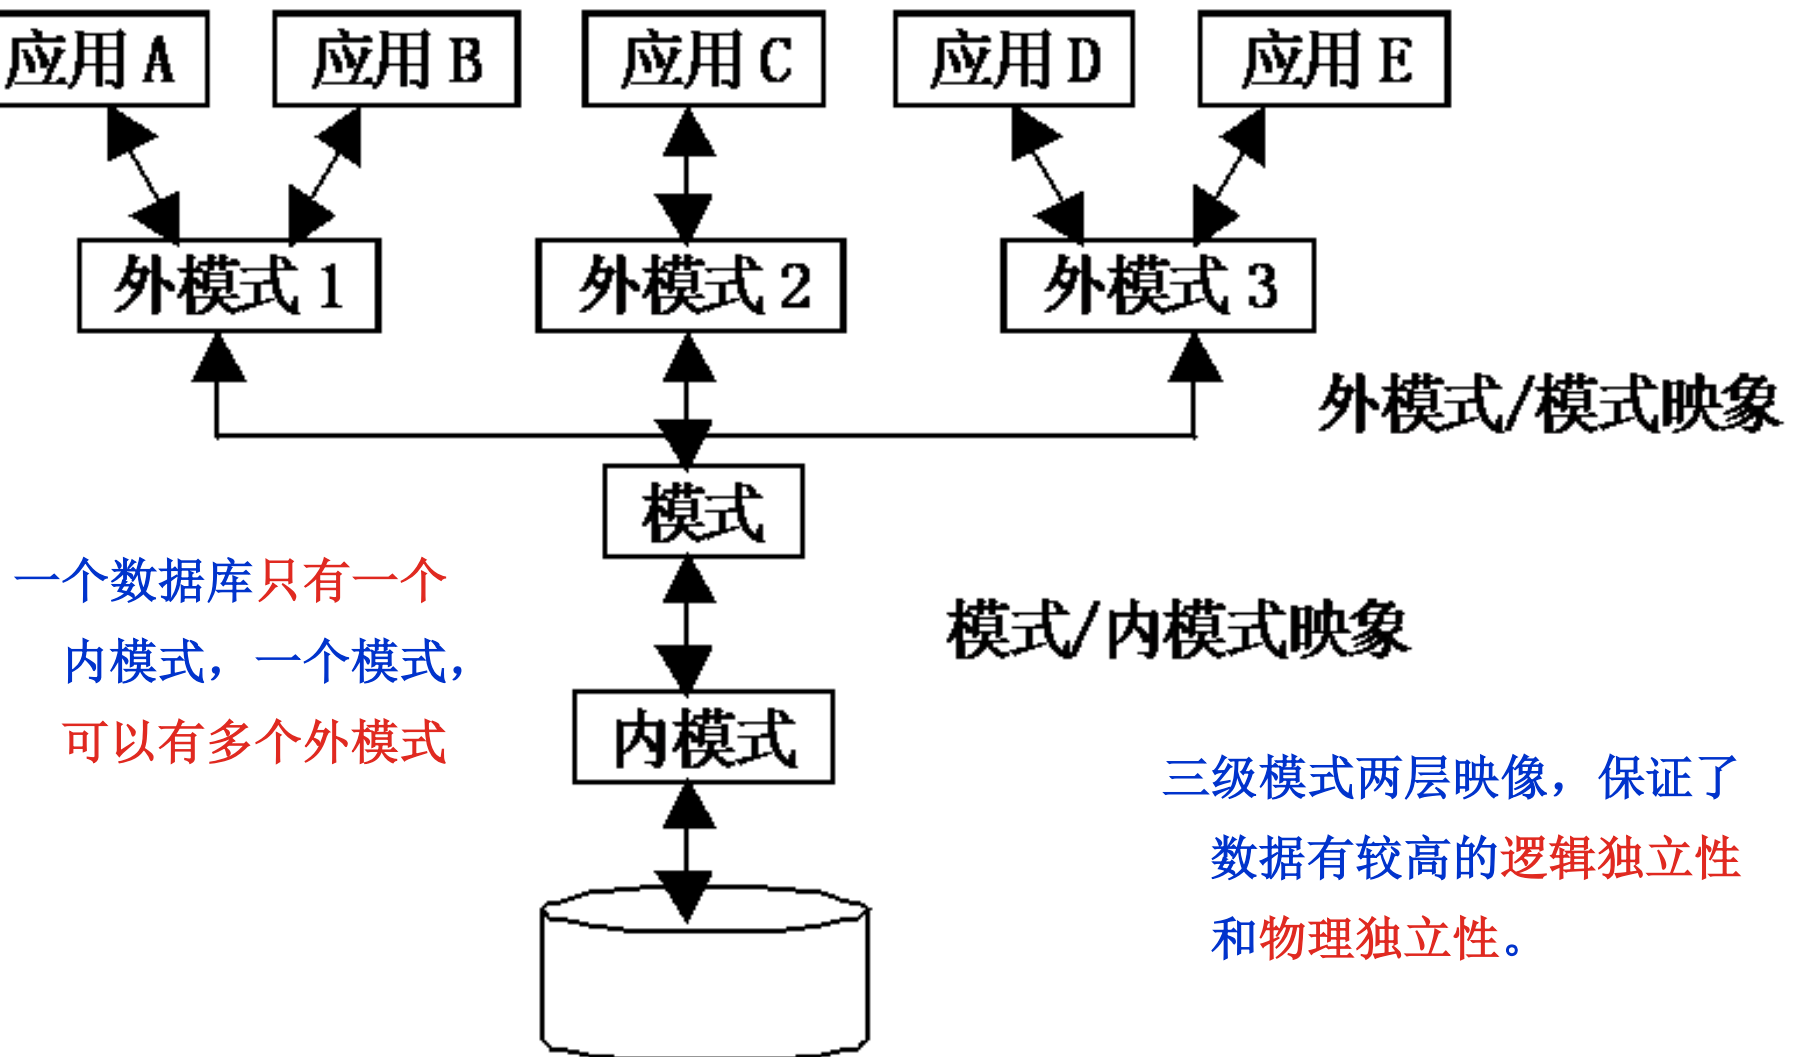 应用A
应用B
应用C
应用D
应用E
外模式1
外模式2
外模式3
外模式/模式映象
模式
一个数据库只有一个
内模式，一个模式，
可以有多个外模式
模式/内模式映象
内模式
三级模式两层映像，保证了
数据有较高的逻辑独立性
和物理独立性。